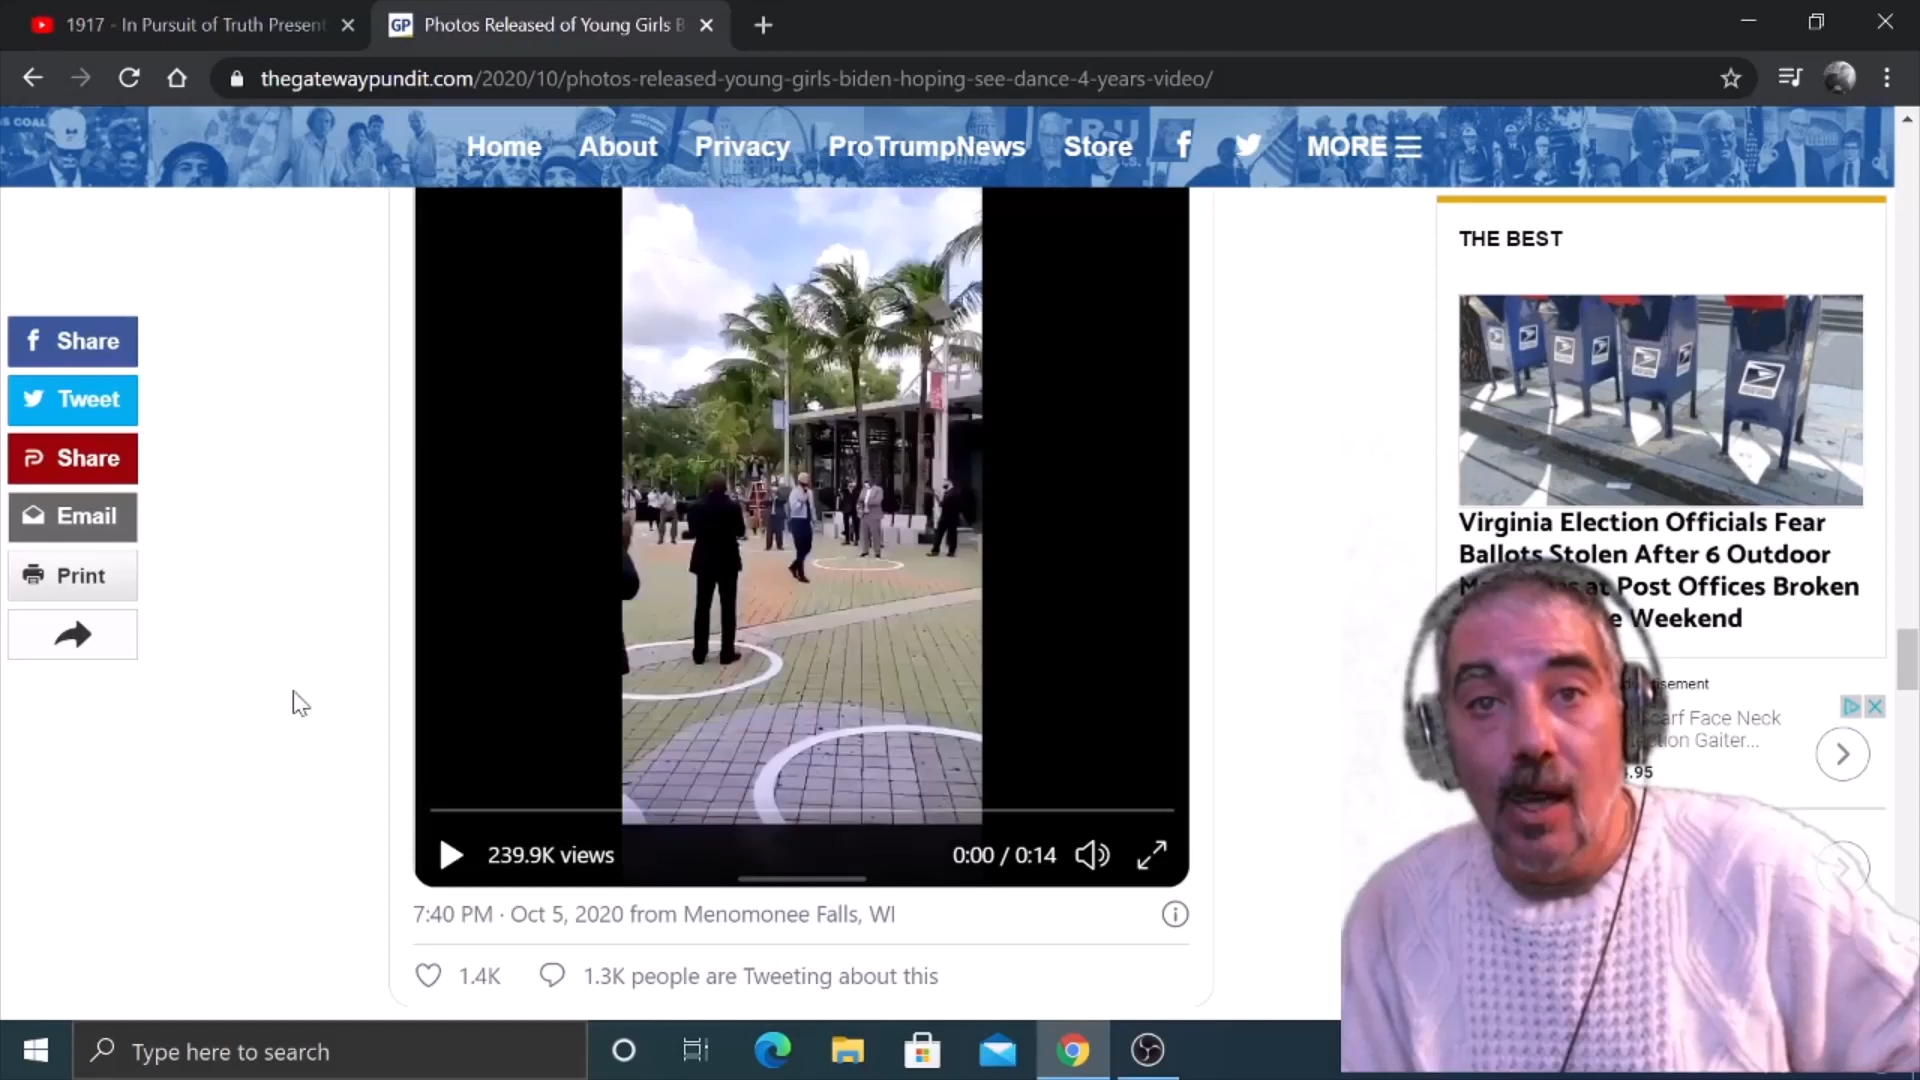 1917 - In Pursuit of Truth Present
GP Photos Released of Young Girls B
thegatewaypundit.com/2020/10/photos-released-young-girls-biden-hoping-see-dance-4-years-video/
Home About Privacy ProTrumpNews Store MORE
THE BEST
Share
Tweet
Share
Email
Print
Virginia Election Officials Fear
Ballots Stolen After 6 Outdoor
at Post Offices Broken
Weekend
239.9K views 0:00 / 0:14
7:40 PM · Oct 5, 2020 from Menomonee Falls, WI
1.4K 1.3K people are Tweeting about this
Face Neck
Gaiter...
.95
Type here to search